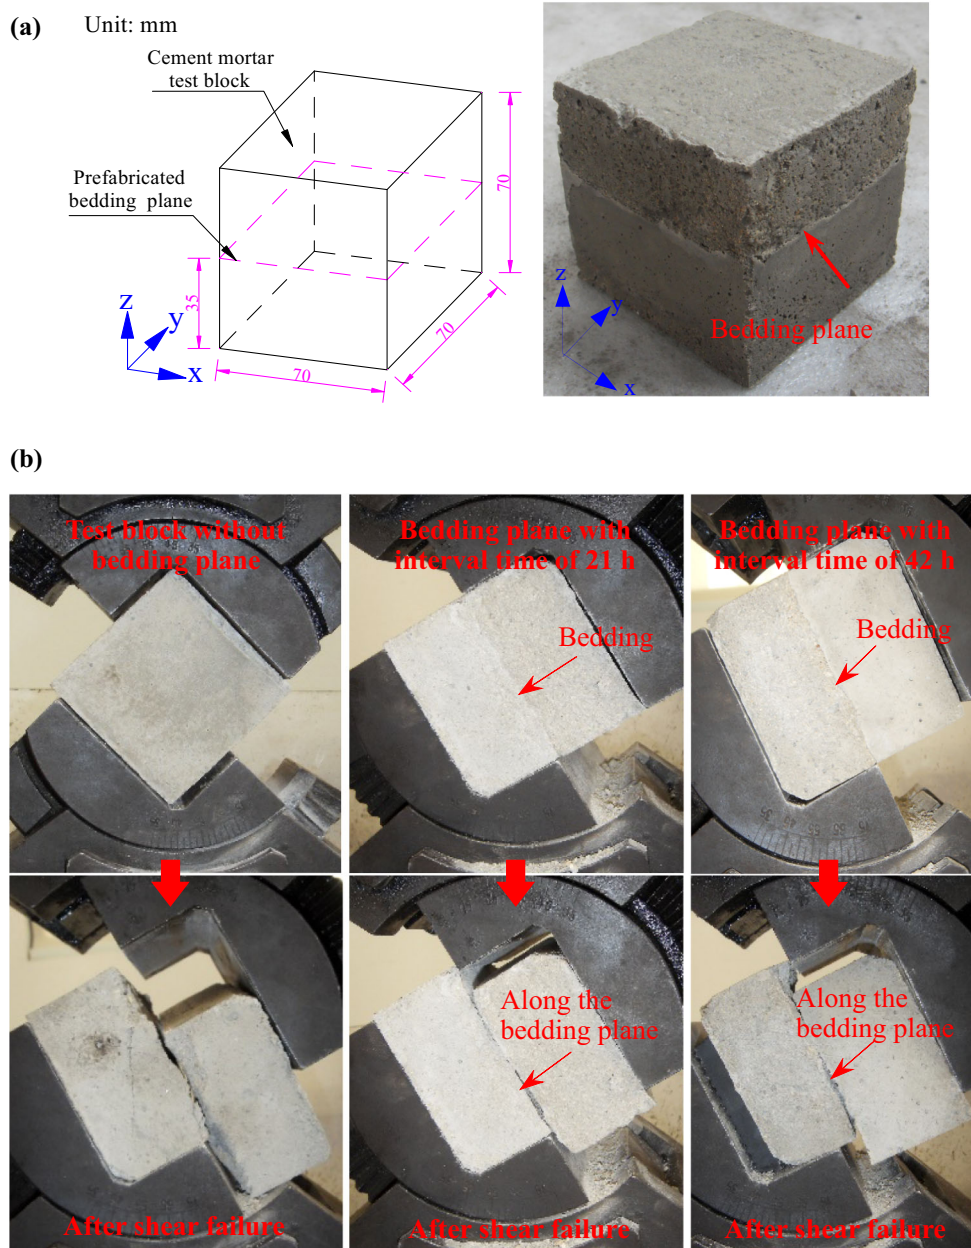 (a)
Unit: mm
Cement mortar
test block
Prefabricated
bedding plane
70
35
70
70
z
y
x
z
y
x
Bedding plane
(b)
Test block without
bedding plane
Bedding plane with
interval time of 21 h
Bedding plane with
interval time of 42 h
Bedding
Bedding
Along the
bedding plane
Along the
bedding plane
After shear failure
After shear failure
After shear failure